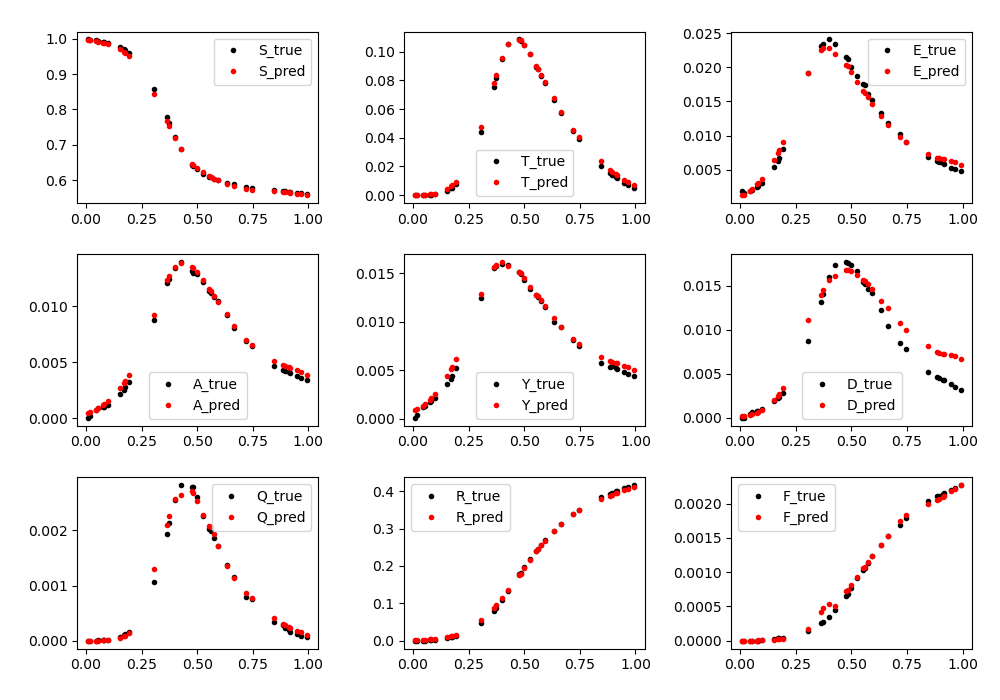 1.0
0.9
0.8
0.7
0.6
0.00 0.25 0.50 0.75 1.00
S_true
S_pred
0.10
0.08
0.06
0.04
0.02
0.00
0.00 0.25 0.50 0.75 1.00
T_true
T_pred
0.025
0.020
0.015
0.010
0.005
0.00 0.25 0.50 0.75 1.00
E_true
E_pred
0.010
0.005
0.000
0.00 0.25 0.50 0.75 1.00
A_true
A_pred
0.015
0.010
0.005
0.000
0.00 0.25 0.50 0.75 1.00
Y_true
Y_pred
0.015
0.010
0.005
0.000
0.00 0.25 0.50 0.75 1.00
D_true
D_pred
0.002
0.001
0.000
0.00 0.25 0.50 0.75 1.00
Q_true
Q_pred
0.4
0.3
0.2
0.1
0.0
0.00 0.25 0.50 0.75 1.00
R_true
R_pred
0.0020
0.0015
0.0010
0.0005
0.0000
0.00 0.25 0.50 0.75 1.00
F_true
F_pred